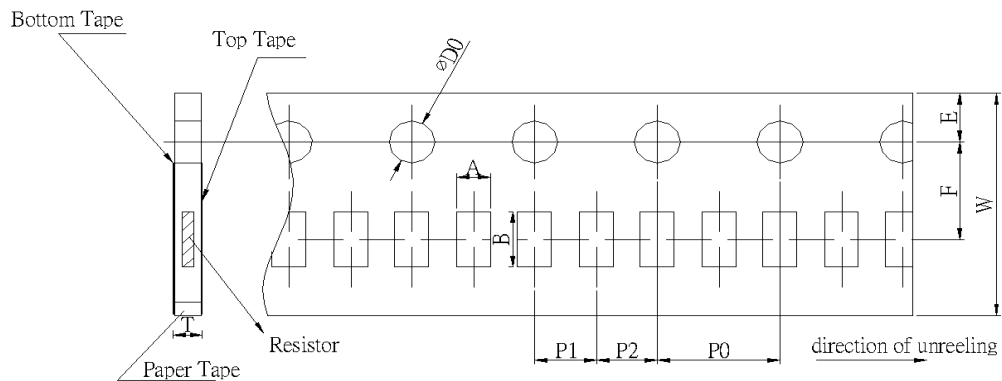 Bottom Tape
Top Tape
øD0
E
A
F
W
B
T
Resistor
P1
P2
P0
direction of unreeling
Paper Tape